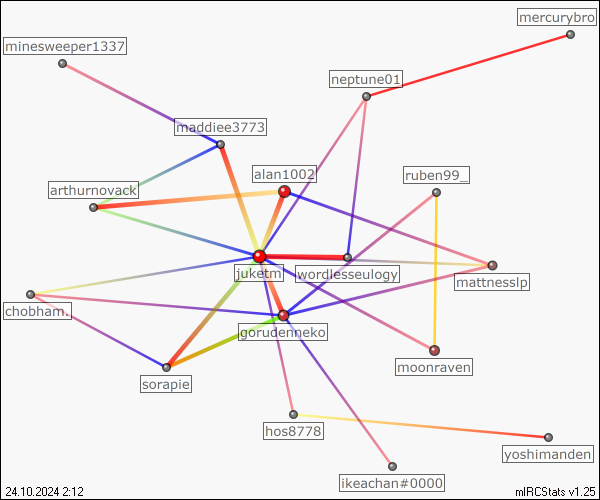 mercurybro
minesweeper1337
neptune01
maddiee3773
alan1002
ruben99_
arthurnovack
juketm
wordlesseulogy
mattnesslp
chobham.
gorudenneko
moonraven
sorapie
hos8778
yoshimanden
ikeachan#0000
24.10.2024 2:12
mIRCStats v1.25